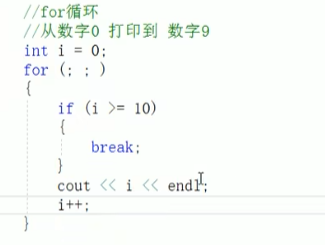 //for循环
//从数字0 打印到 数字9
int i = 0;
for (; ; )
{
if (i >= 10)
{
break;
}
cout << i << endl;
i++;
}